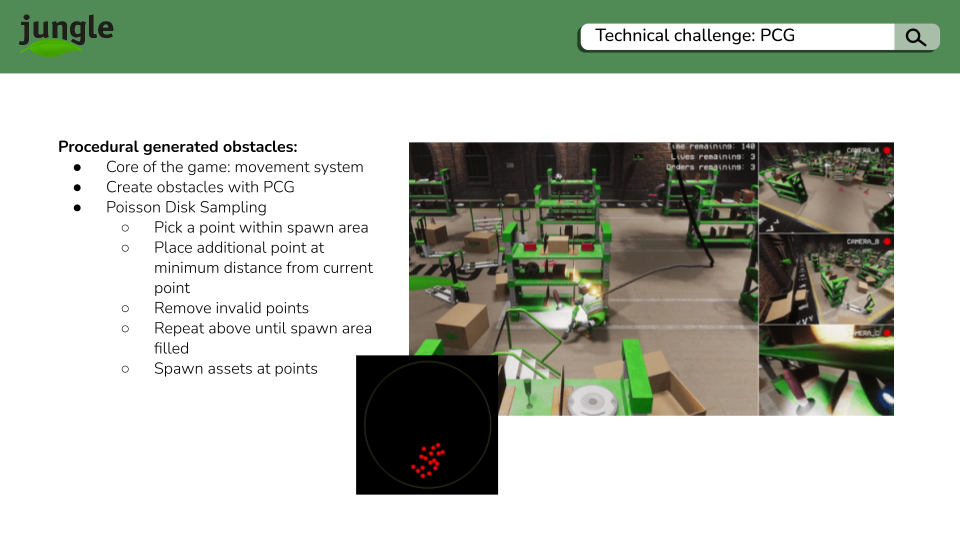 jungle
Technical challenge: PCG
Procedural generated obstacles:
● Core of the game: movement system
● Create obstacles with PCG
● Poisson Disk Sampling
○ Pick a point within spawn area
○ Place additional point at
minimum distance from current
point
○ Remove invalid points
○ Repeat above until spawn area
filled
○ Spawn assets at points
Time remaining: 140
Lives remaining: 3
Orders remaining: 3
CAMERA_A
CAMERA_B
CAMERA_C